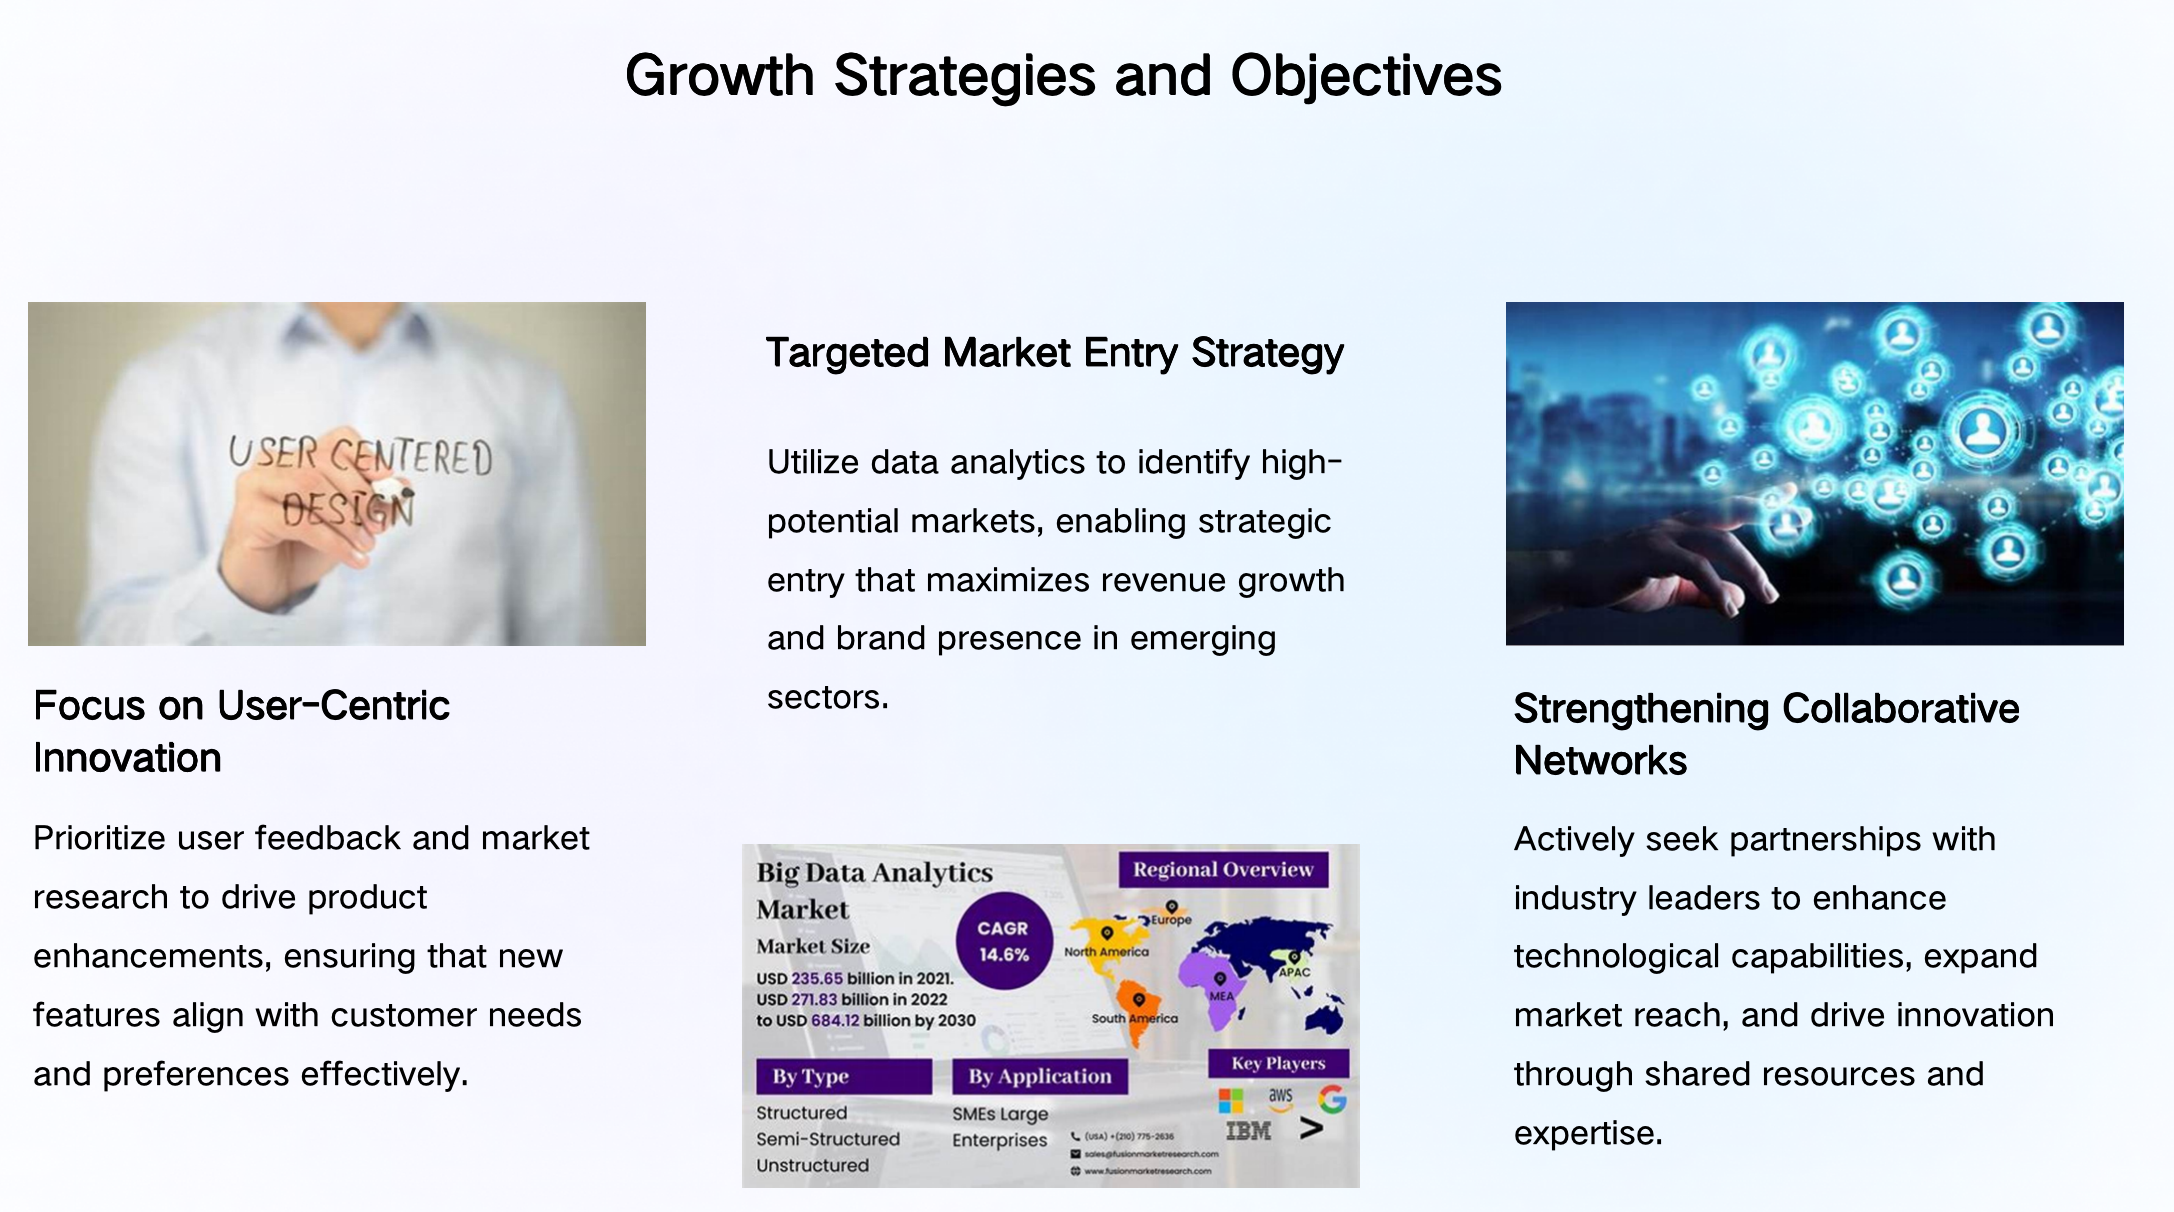 Growth Strategies and Objectives
USER CENTERED
DESIGN
Focus on User-Centric
Innovation
Prioritize user feedback and market
research to drive product
enhancements, ensuring that new
features align with customer needs
and preferences effectively.
Targeted Market Entry Strategy
Utilize data analytics to identify high-
potential markets, enabling strategic
entry that maximizes revenue growth
and brand presence in emerging
sectors.
Big Data Analytics
Market
Market Size
USD 235.65 billion in 2021.
USD 271.83 billion in 2022
to USD 684.12 billion by 2030
CAGR
14.6%
Regional Overview
Europe
North America
APAC
MEA
South America
By Type
Structured
Semi-Structured
Unstructured
By Application
SMEs Large
Enterprises
Key Players
aws
IBM
(USA) +(210) 775-2636
sales@fusionmarketresearch.com
www.fusionmarketresearch.com
Strengthening Collaborative
Networks
Actively seek partnerships with
industry leaders to enhance
technological capabilities, expand
market reach, and drive innovation
through shared resources and
expertise.